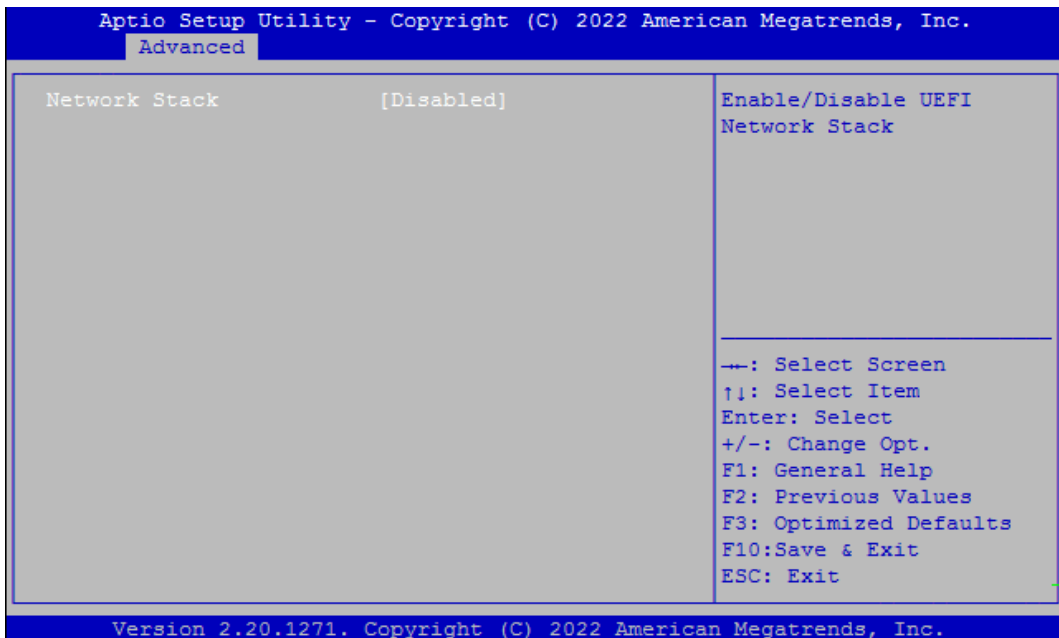 Aptio Setup Utility - Copyright (C) 2022 American Megatrends, Inc.
Advanced
Network Stack [Disabled]
Enable/Disable UEFI
Network Stack
→←: Select Screen
↑↓: Select Item
Enter: Select
+/-: Change Opt.
F1: General Help
F2: Previous Values
F3: Optimized Defaults
F10:Save & Exit
ESC: Exit
Version 2.20.1271. Copyright (C) 2022 American Megatrends, Inc.